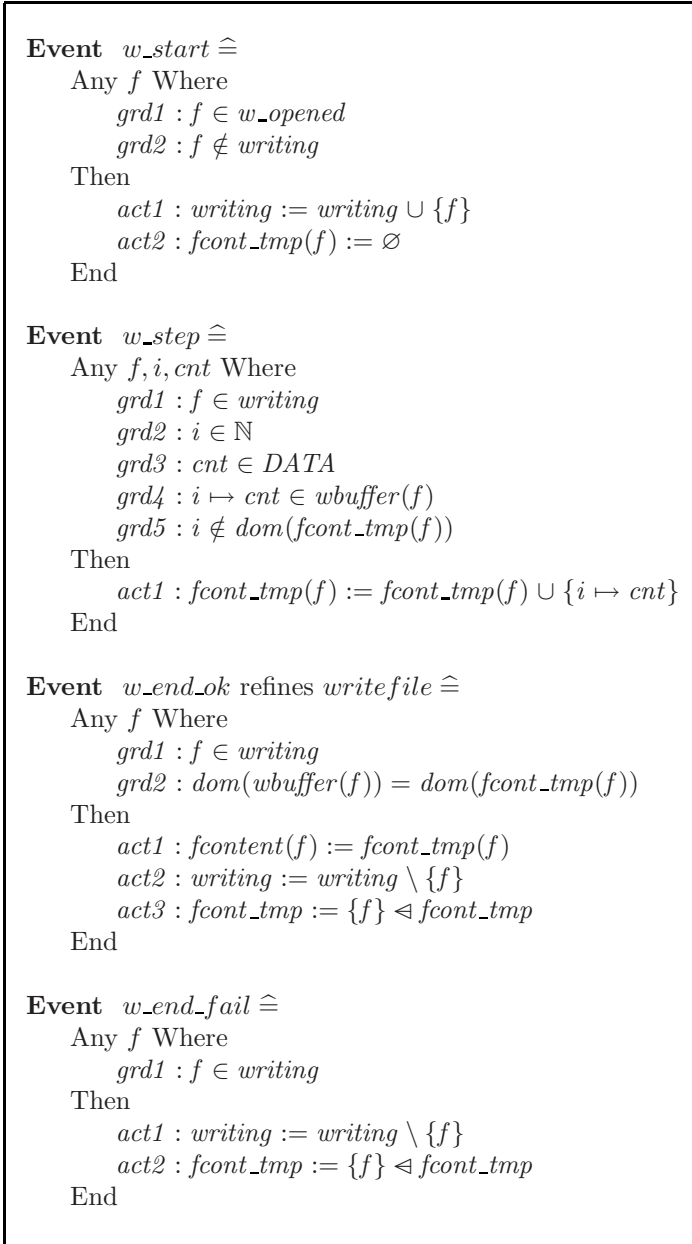 Event w_start ≙
Any f Where
grd1 : f ∈ w_opened
grd2 : f ∉ writing
Then
act1 : writing := writing ∪ {f}
act2 : fcont_tmp(f) := ∅
End
Event w_step ≙
Any f, i, cnt Where
grd1 : f ∈ writing
grd2 : i ∈ ℕ
grd3 : cnt ∈ DATA
grd4 : i ↦ cnt ∈ wbuffer(f)
grd5 : i ∉ dom(fcont_tmp(f))
Then
act1 : fcont_tmp(f) := fcont_tmp(f) ∪ {i ↦ cnt}
End
Event w_end_ok refines writefile ≙
Any f Where
grd1 : f ∈ writing
grd2 : dom(wbuffer(f)) = dom(fcont_tmp(f))
Then
act1 : fcontent(f) := fcont_tmp(f)
act2 : writing := writing \ {f}
act3 : fcont_tmp := {f} ⩤ fcont_tmp
End
Event w_end_fail ≙
Any f Where
grd1 : f ∈ writing
Then
act1 : writing := writing \ {f}
act2 : fcont_tmp := {f} ⩤ fcont_tmp
End